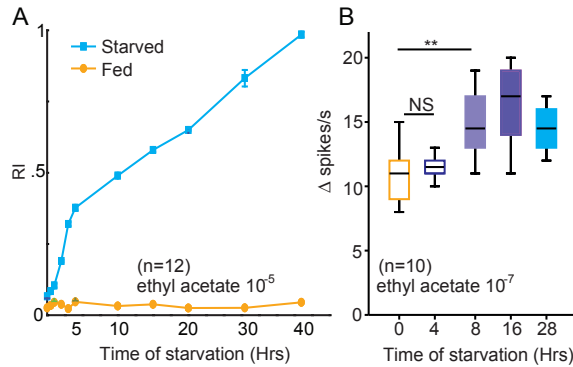 A
1
Starved
Fed
RI
.5
(n=12)
ethyl acetate 10⁻⁵
0
5 10 20 30 40
Time of starvation (Hrs)
B
**
20
NS
15
Δ spikes/s
10
5
(n=10)
ethyl acetate 10⁻⁷
0
0 4 8 16 28
Time of starvation (Hrs)